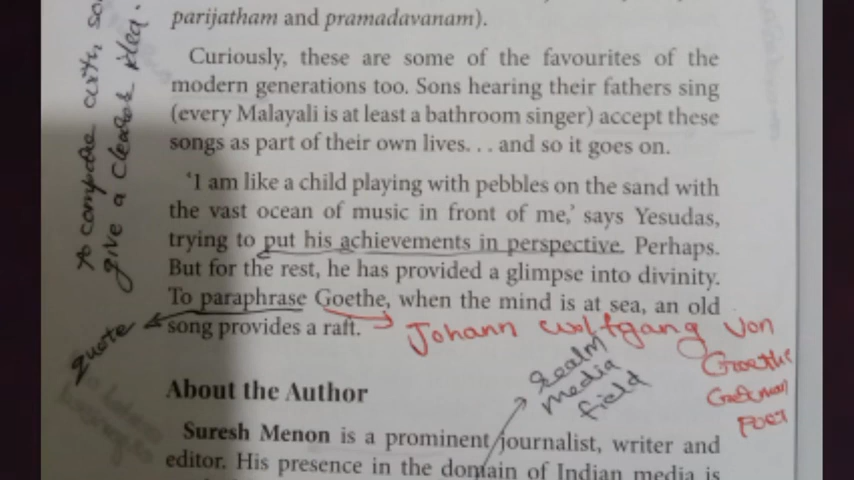 parijatham and pramadavanam).
Curiously, these are some of the favourites of the
modern generations too. Sons hearing their fathers sing
(every Malayali is at least a bathroom singer) accept these
songs as part of their own lives. . . and so it goes on.
'I am like a child playing with pebbles on the sand with
the vast ocean of music in front of me,' says Yesudas,
trying to put his achievements in perspective. Perhaps.
But for the rest, he has provided a glimpse into divinity.
To paraphrase Goethe, when the mind is at sea, an old
song provides a raft.
About the Author
Suresh Menon is a prominent journalist, writer and
editor. His presence in the domain of Indian media is
to compare with
give a clearer idea.
quote
Johann Wolfgang Von
Goethe
German
Poet
realm
media
field